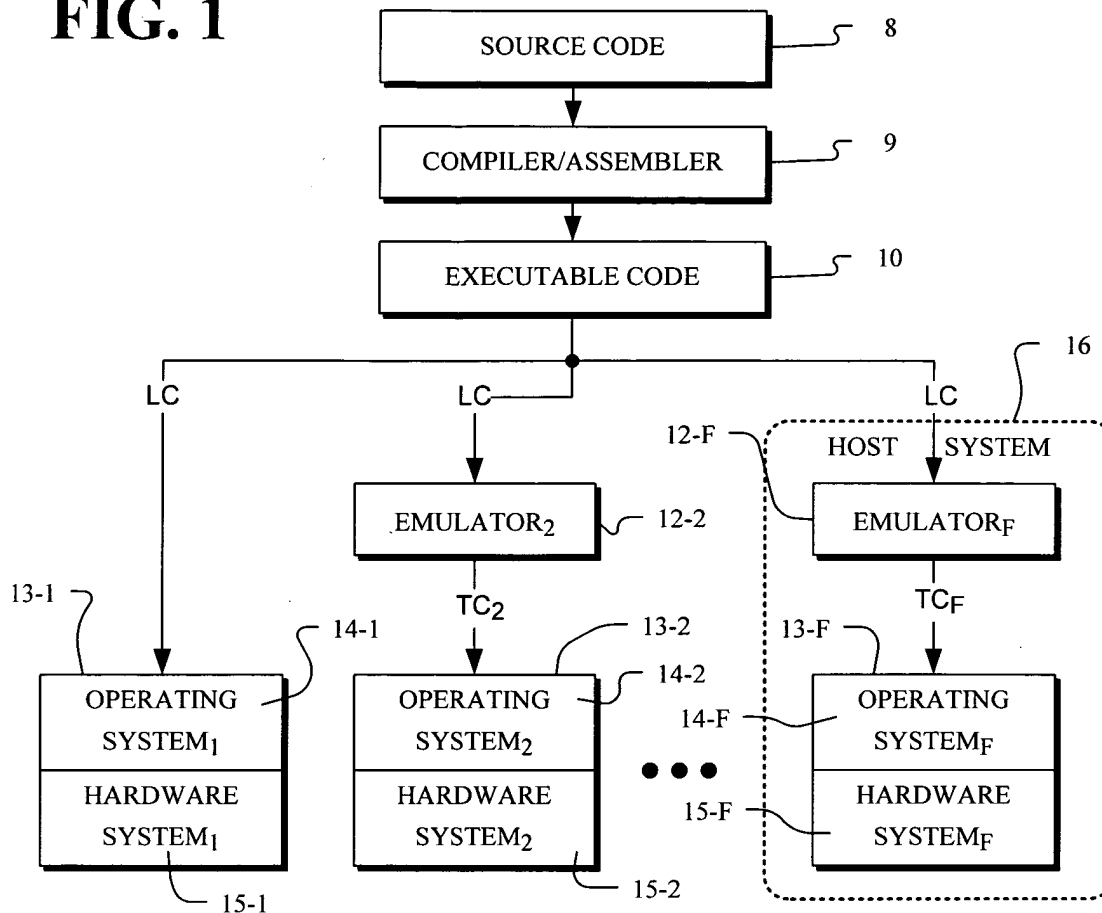 FIG. 1
SOURCE CODE
8
COMPILER/ASSEMBLER
9
EXECUTABLE CODE
10
16
LC
LC
LC
12-F
HOST SYSTEM
EMULATOR2
12-2
EMULATORF
13-1
TC2
TCF
14-1
13-2
13-F
OPERATING
SYSTEM1
14-2
OPERATING
SYSTEM2
14-F
OPERATING
SYSTEMF
HARDWARE
SYSTEM1
HARDWARE
SYSTEM2
15-F
HARDWARE
SYSTEMF
15-1
15-2